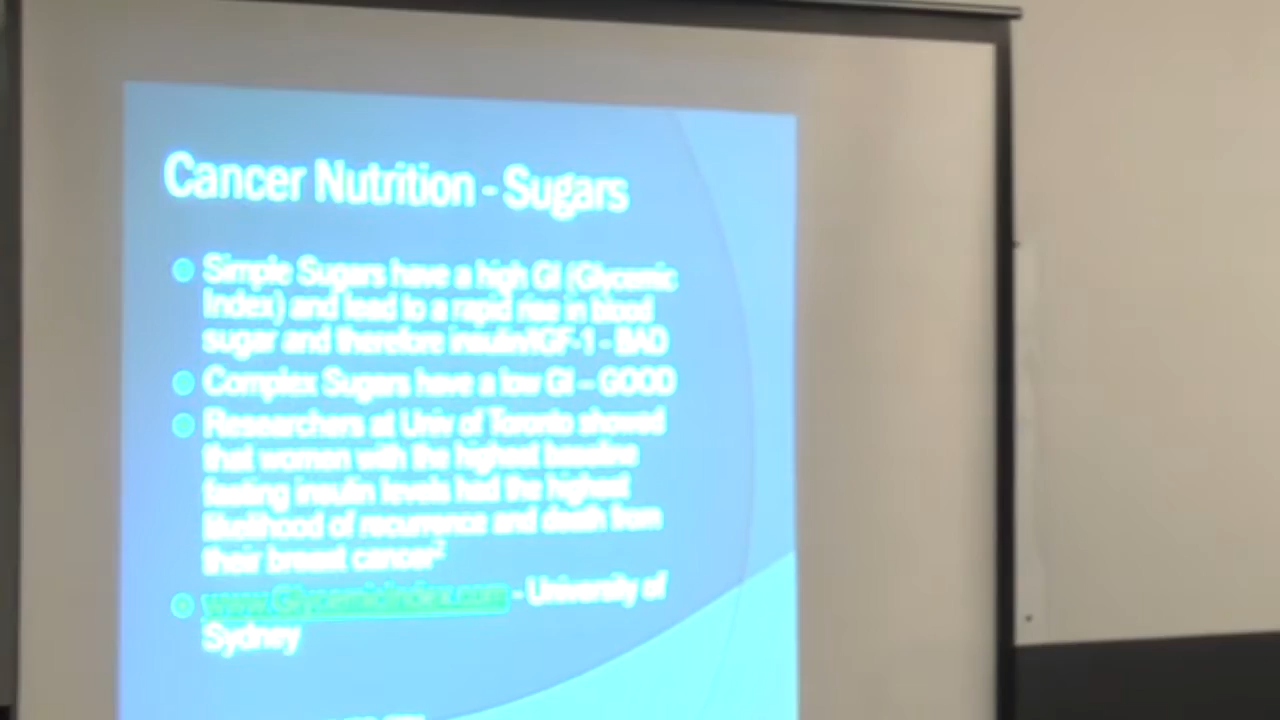 Cancer Nutrition - Sugars
Simple Sugars have a high GI (Glycemic
Index) and lead to a rapid rise in blood
sugar and therefore insulin/IGF-1 - BAD
Complex Sugars have a low GI – GOOD
Researchers at Univ of Toronto showed
that women with the highest baseline
fasting insulin levels had the highest
likelihood of recurrence and death from
their breast cancer²
www.GlycemicIndex.com - University of
Sydney